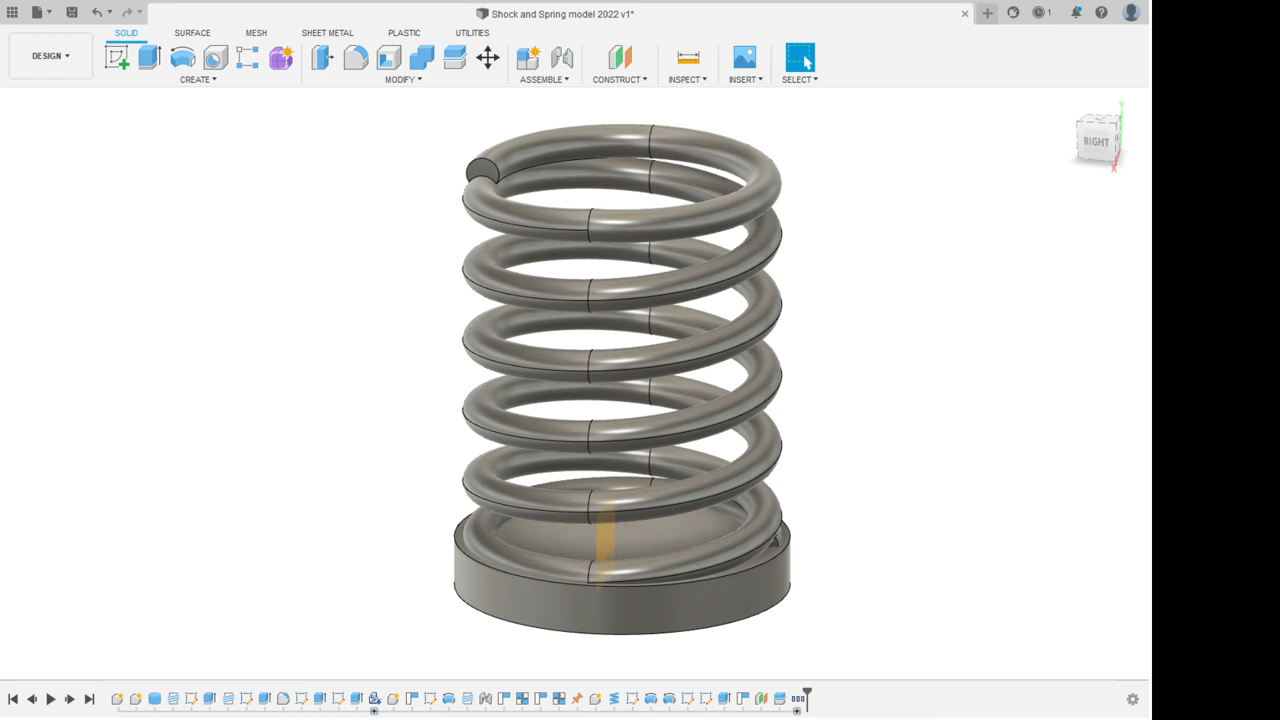 Shock and Spring model 2022 v1*
1
SOLID
SURFACE
MESH
SHEET METAL
PLASTIC
UTILITIES
DESIGN
CREATE
MODIFY
ASSEMBLE
CONSTRUCT
INSPECT
INSERT
SELECT
Y
RIGHT
X